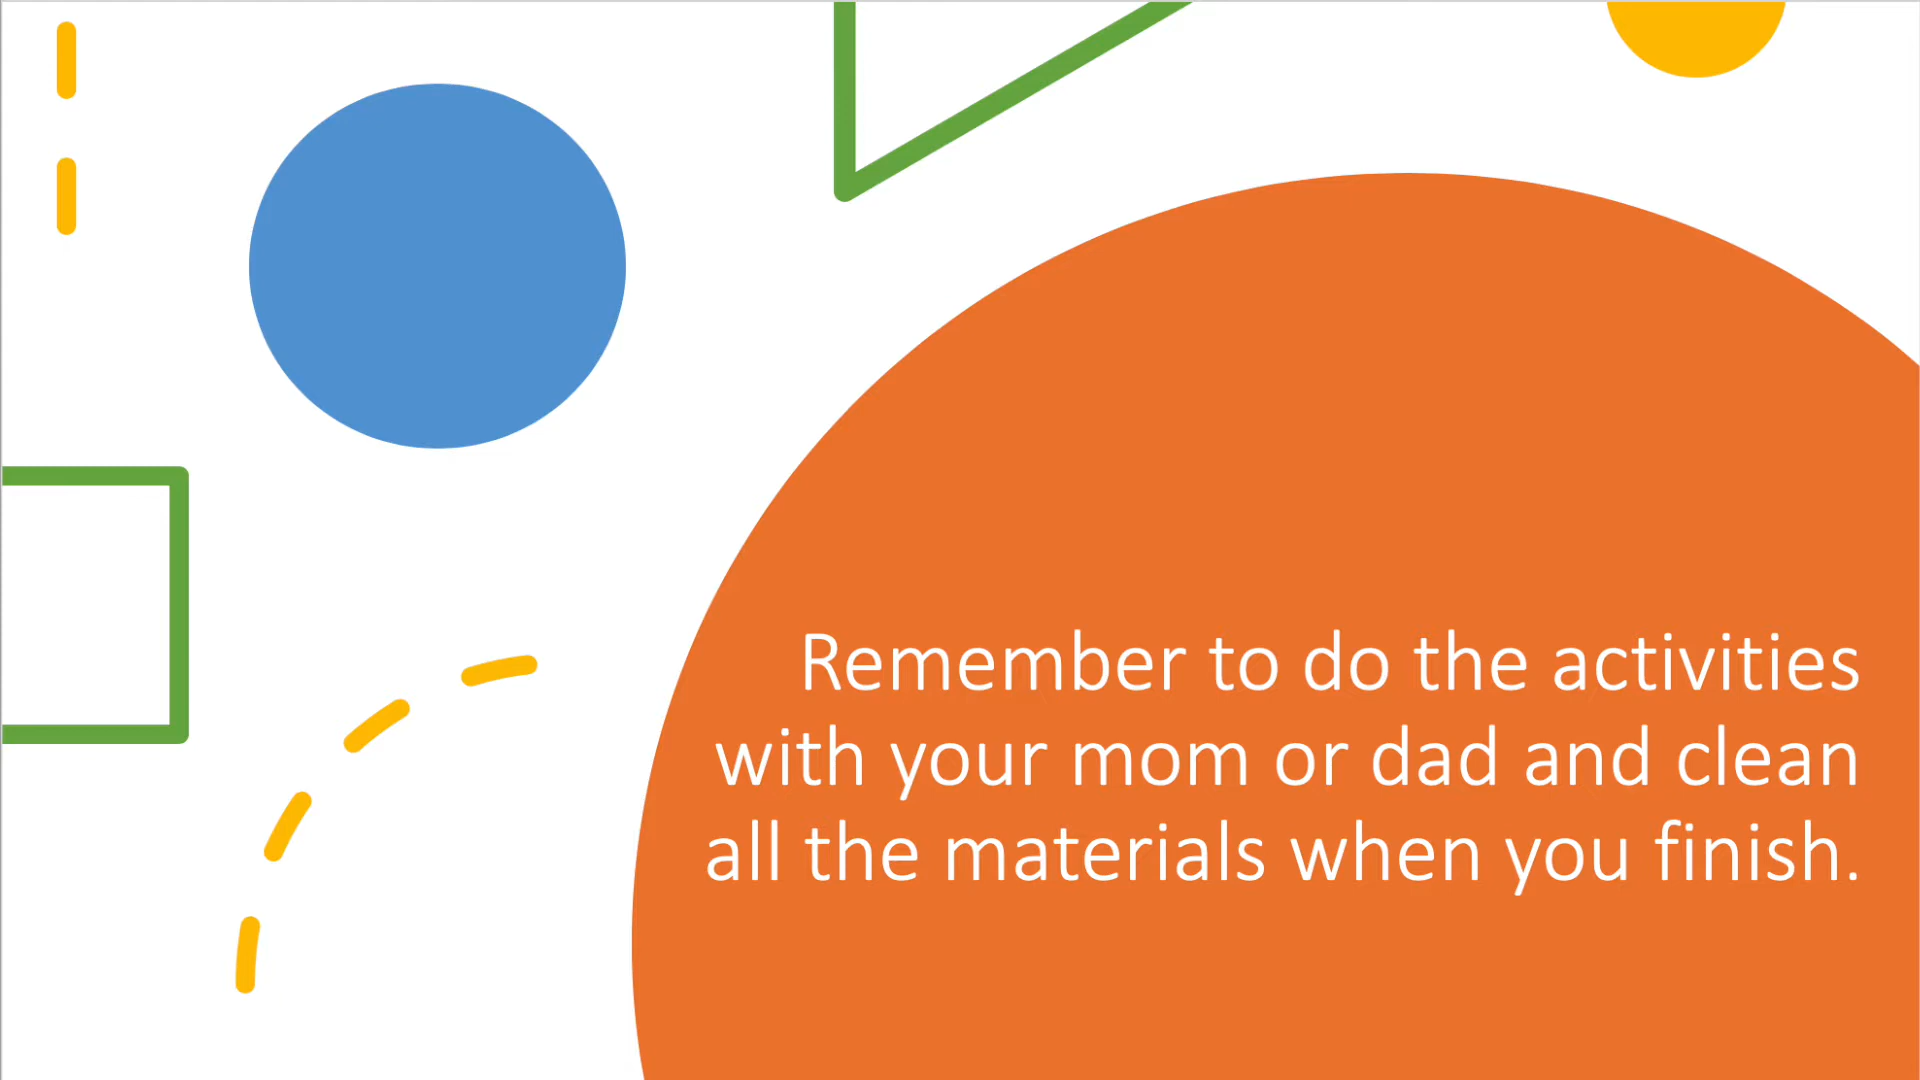 Remember to do the activities
with your mom or dad and clean
all the materials when you finish.